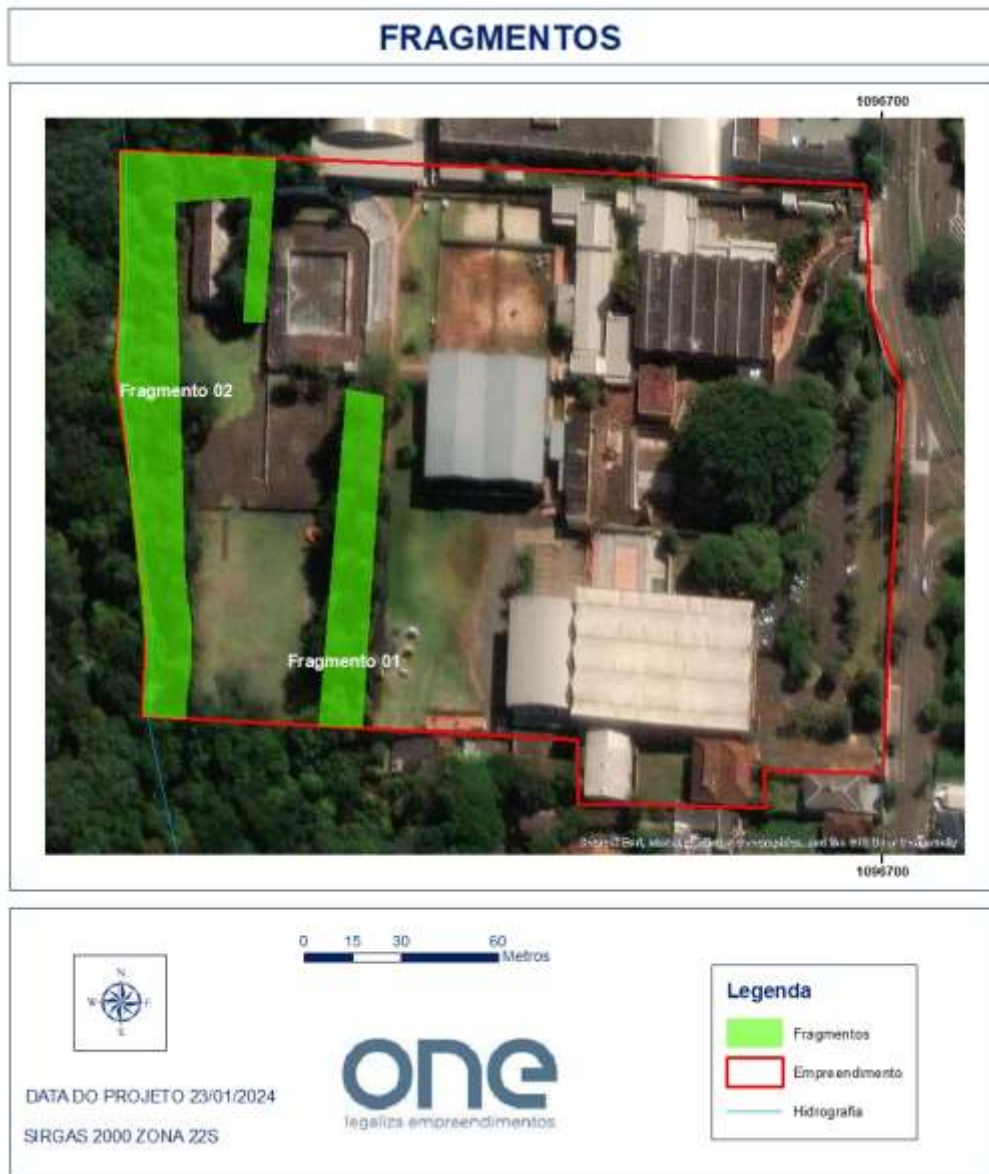 FRAGMENTOS
1096700
Fragmento 02
Fragmento 01
1096700
0 15 30 60
Metros
N
W E
DATA DO PROJETO 23/01/2024
SIRGAS 2000 ZONA 22S
one
legaliza empreendimentos
Legenda
Fragmentos
Empreendimento
Hidrografia